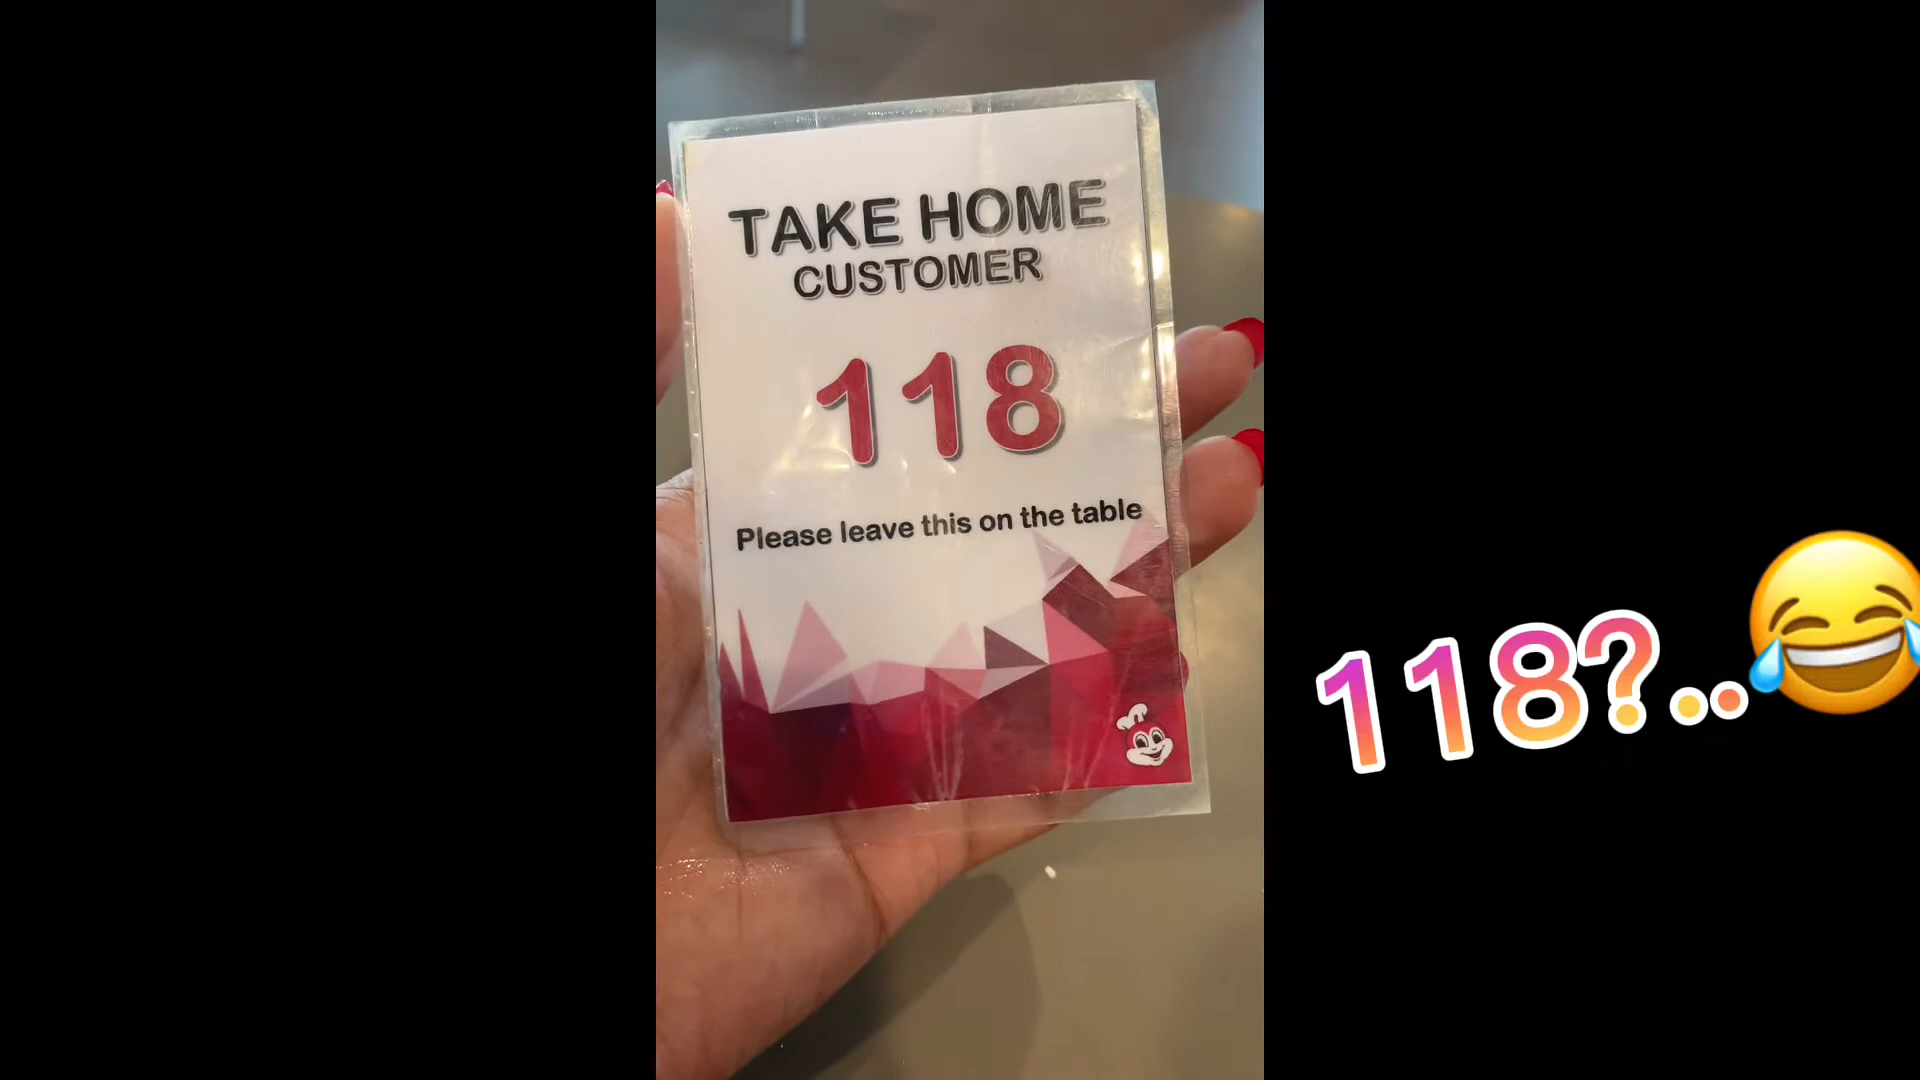 TAKE HOME
CUSTOMER
118
Please leave this on the table
118?..😂